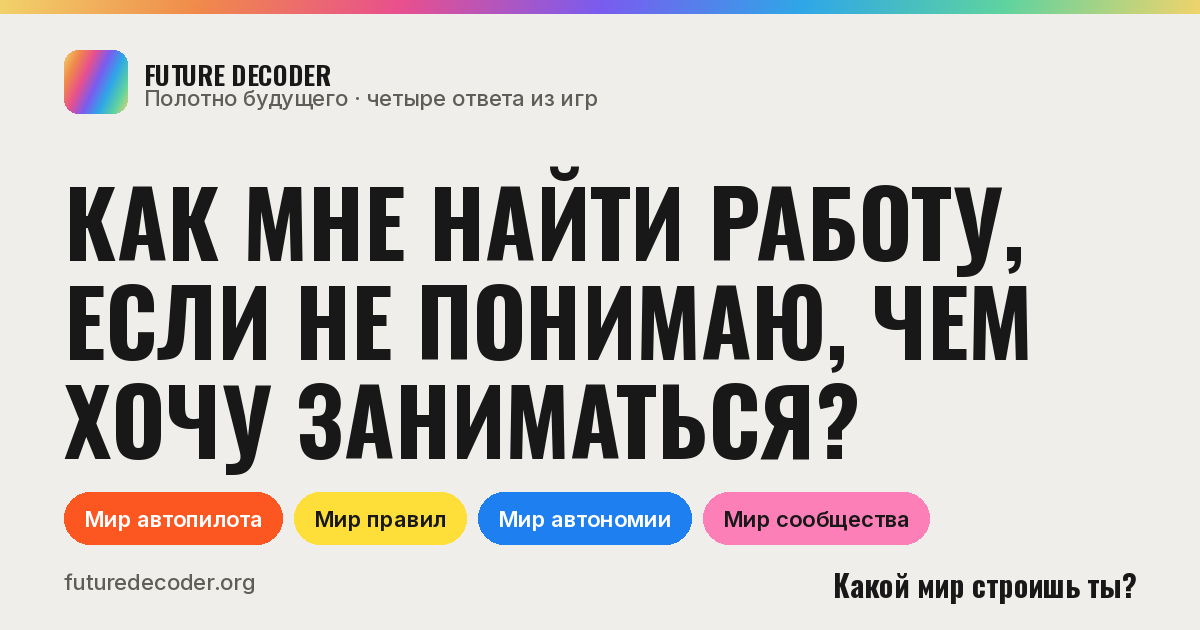 FUTURE DECODER
Полотно будущего · четыре ответа из игр
КАК МНЕ НАЙТИ РАБОТУ,
ЕСЛИ НЕ ПОНИМАЮ, ЧЕМ
ХОЧУ ЗАНИМАТЬСЯ?
Мир автопилота Мир правил Мир автономии Мир сообщества
futuredecoder.org Какой мир строишь ты?